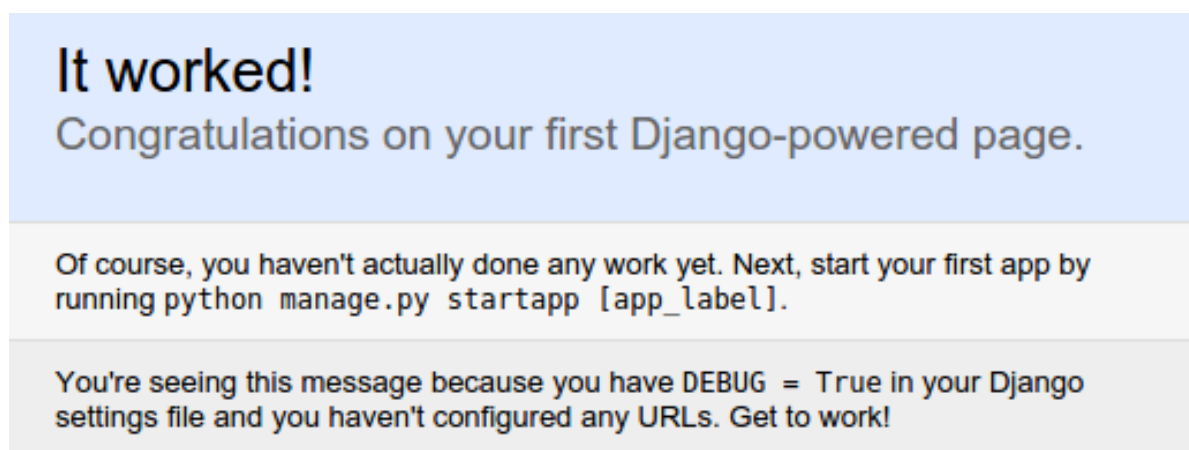 It worked!
Congratulations on your first Django-powered page.
Of course, you haven't actually done any work yet. Next, start your first app by
running python manage.py startapp [app_label].
You're seeing this message because you have DEBUG = True in your Django
settings file and you haven't configured any URLs. Get to work!